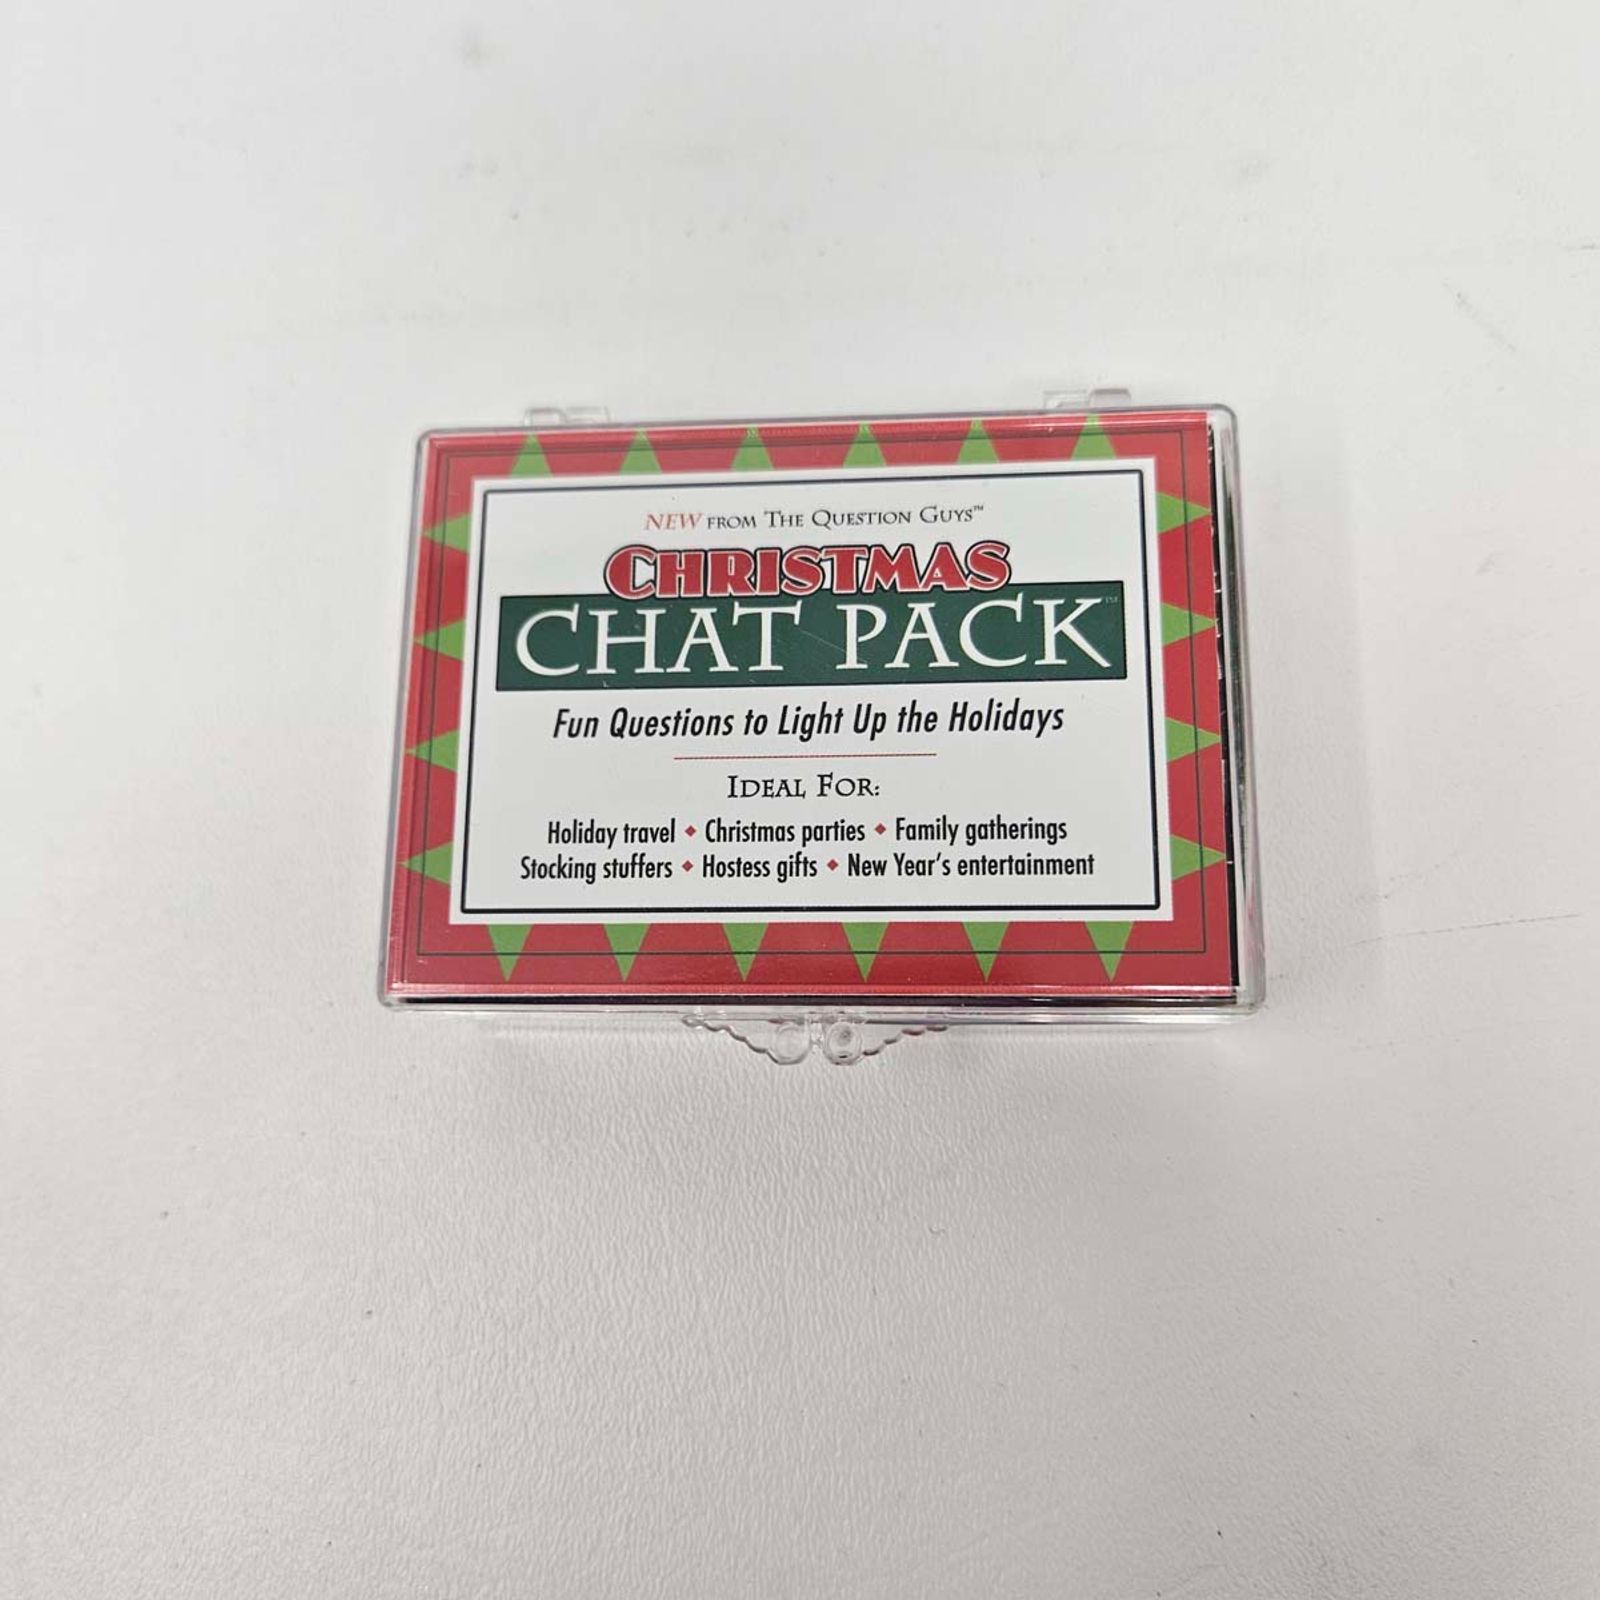 NEW FROM THE QUESTION GUYS™
CHRISTMAS
CHAT PACK™
Fun Questions to Light Up the Holidays
IDEAL FOR:
Holiday travel ◆ Christmas parties ◆ Family gatherings
Stocking stuffers ◆ Hostess gifts ◆ New Year's entertainment